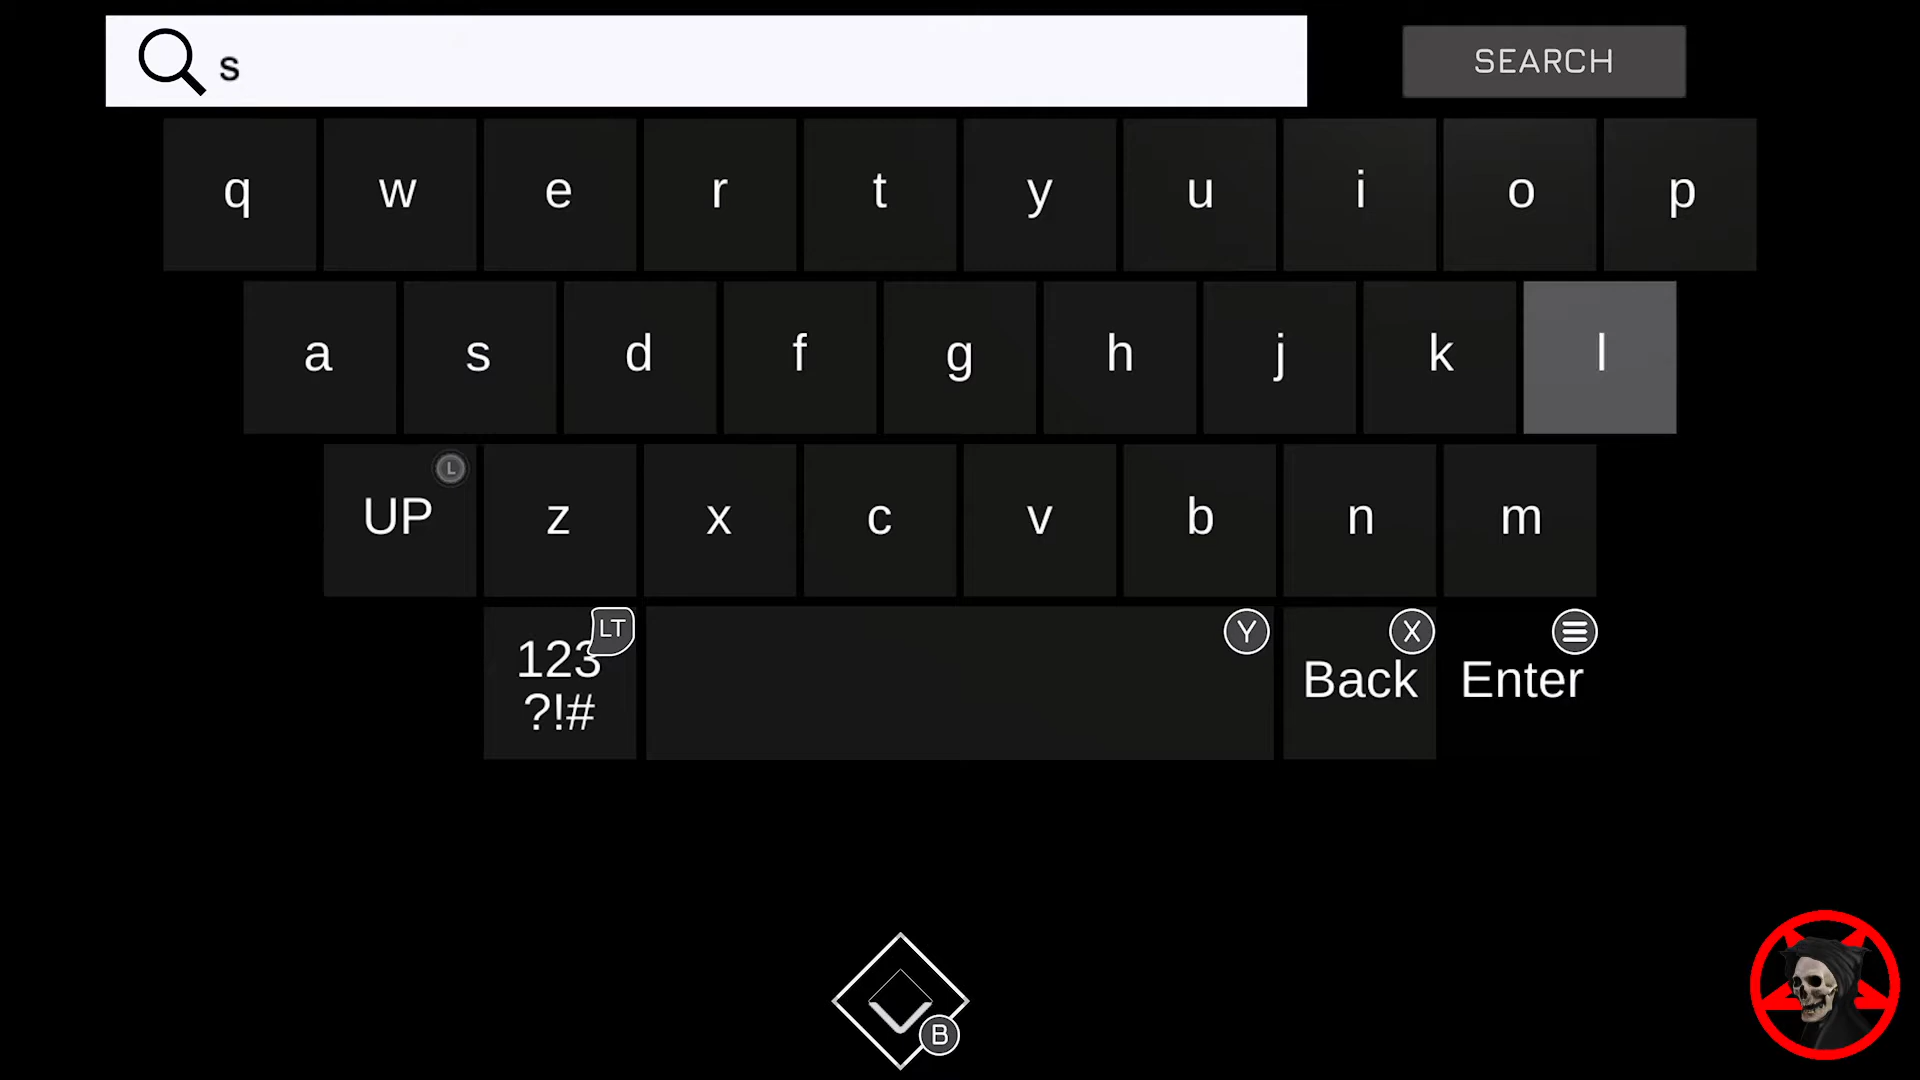 s
SEARCH
q w e r t y u i o p
a s d f g h j k l
L
UP z x c v b n m
LT Y X
123 Back Enter
?!#
B